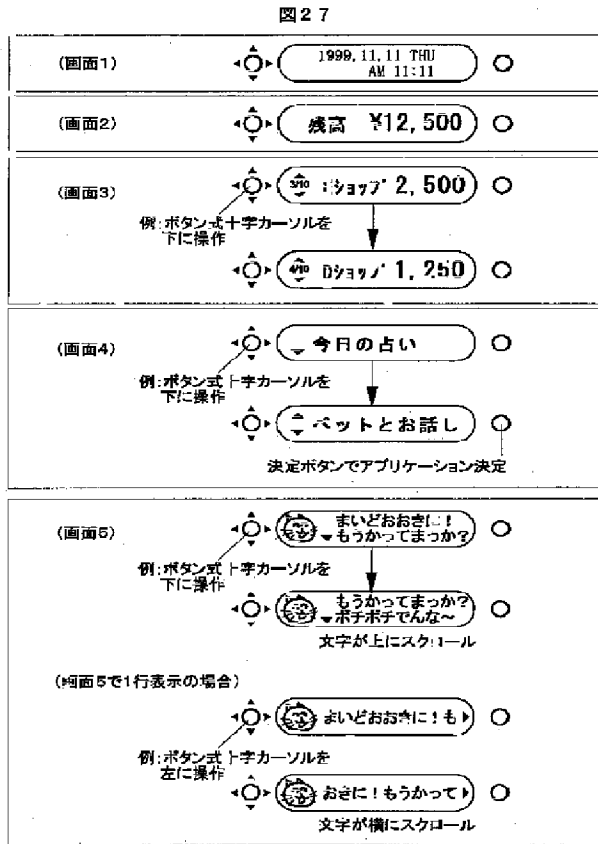 図27
(画面1)
1999.11.11 THU
AM 11:11
(画面2)
残高 ¥12,500
(画面3)
3/10 ショップ 2,500
例:ボタン式十字カーソルを
下に操作
4/10 Dショップ 1,250
(画面4)
今日の占い
例:ボタン式十字カーソルを
下に操作
ペットとお話し
決定ボタンでアプリケーション決定
(画面5)
まいどおおきに!
もうかってまっか?
例:ボタン式十字カーソルを
下に操作
もうかってまっか?
ボチボチでんな~
文字が上にスクロール
(画面5で1行表示の場合)
まいどおおきに!も
例:ボタン式十字カーソルを
左に操作
おきに!もうかって
文字が横にスクロール